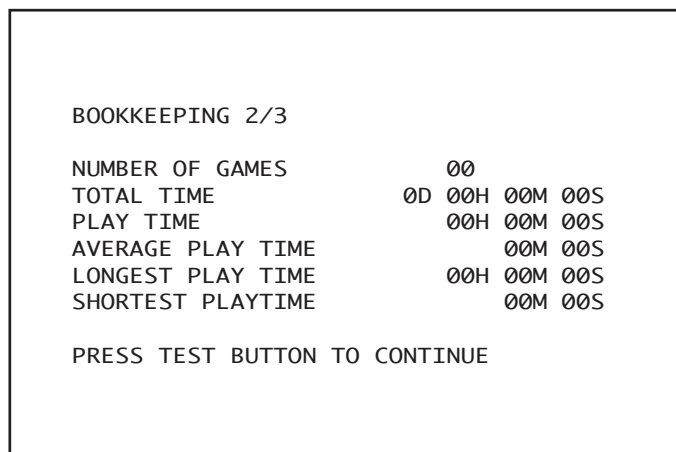 BOOKKEEPING 2/3
NUMBER OF GAMES 00
TOTAL TIME 0D 00H 00M 00S
PLAY TIME 00H 00M 00S
AVERAGE PLAY TIME 00M 00S
LONGEST PLAY TIME 00H 00M 00S
SHORTEST PLAYTIME 00M 00S
PRESS TEST BUTTON TO CONTINUE